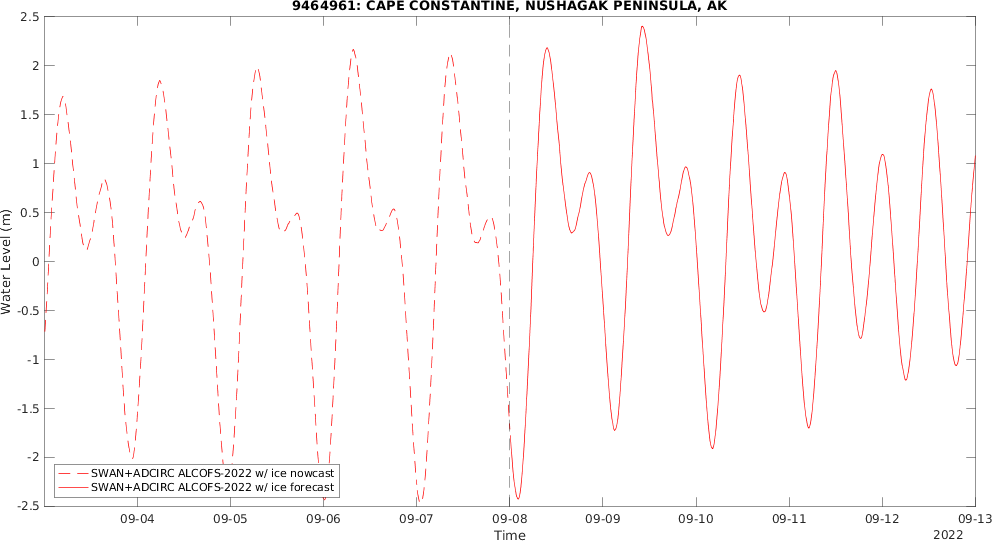 9464961: CAPE CONSTANTINE, NUSHAGAK PENINSULA, AK
2.5
2
1.5
1
0.5
0
-0.5
-1
-1.5
-2
-2.5
Water Level (m)
SWAN+ADCIRC ALCOFS-2022 w/ ice nowcast
SWAN+ADCIRC ALCOFS-2022 w/ ice forecast
09-04 09-05 09-06 09-07 09-08 09-09 09-10 09-11 09-12 09-13
Time
2022